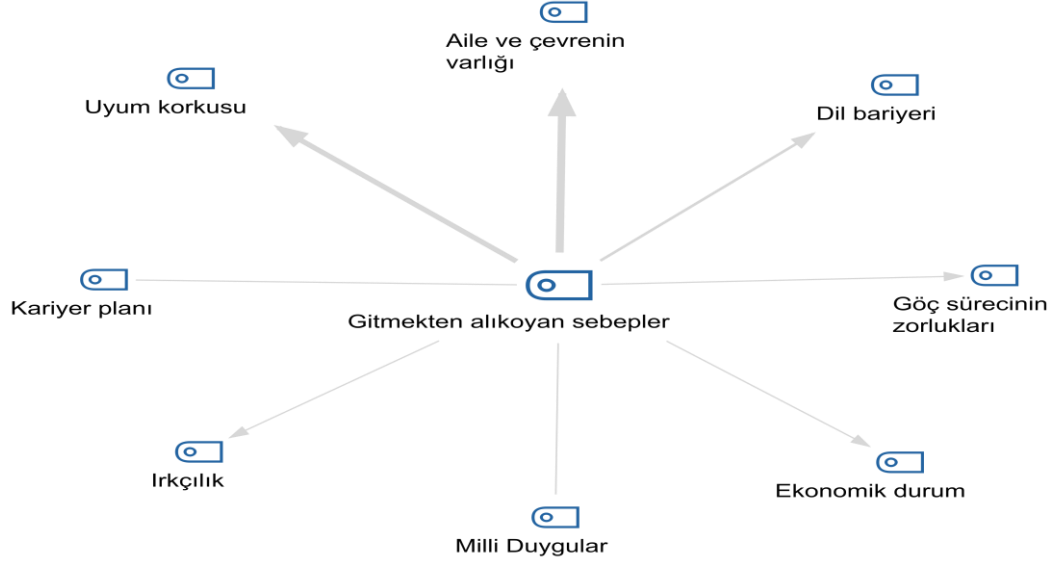 Aile ve çevrenin
varlığı
Uyum korkusu
Dil bariyeri
Kariyer planı
Gitmekten alıkoyan sebepler
Göç sürecinin
zorlukları
Irkçılık
Ekonomik durum
Milli Duygular